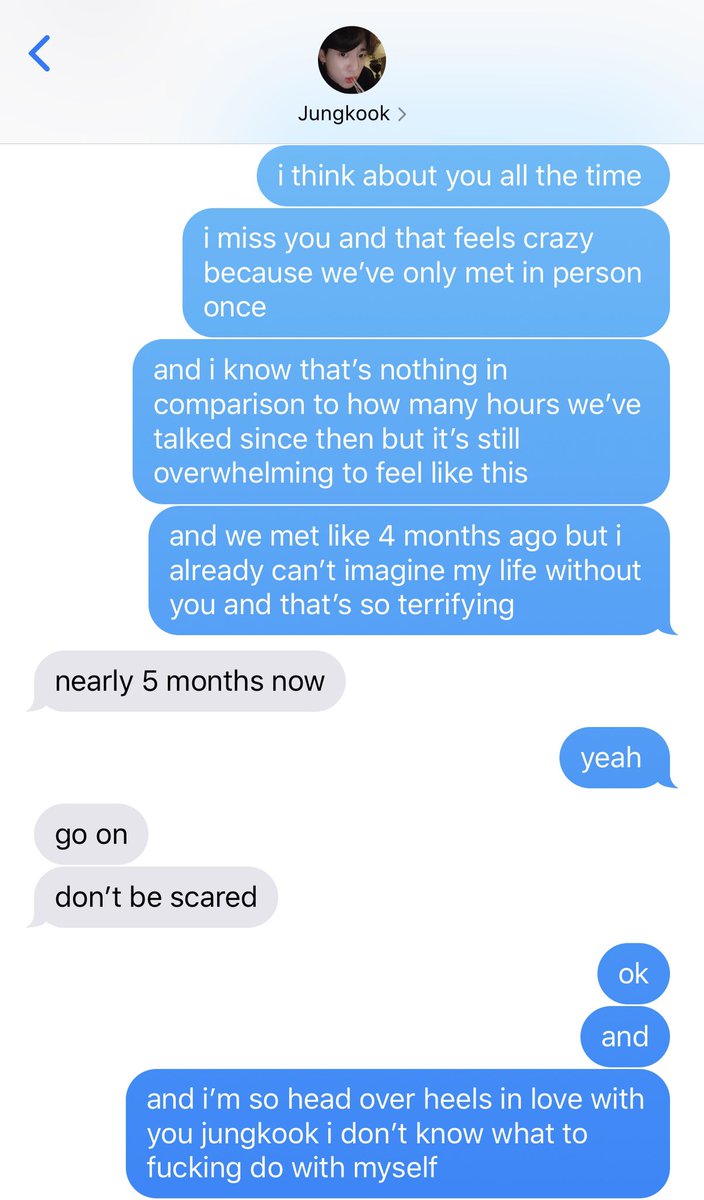 Jungkook
i think about you all the time
i miss you and that feels crazy
because we’ve only met in person
once
and i know that’s nothing in
comparison to how many hours we’ve
talked since then but it’s still
overwhelming to feel like this
and we met like 4 months ago but i
already can’t imagine my life without
you and that’s so terrifying
nearly 5 months now
yeah
go on
don’t be scared
ok
and
and i’m so head over heels in love with
you jungkook i don’t know what to
fucking do with myself